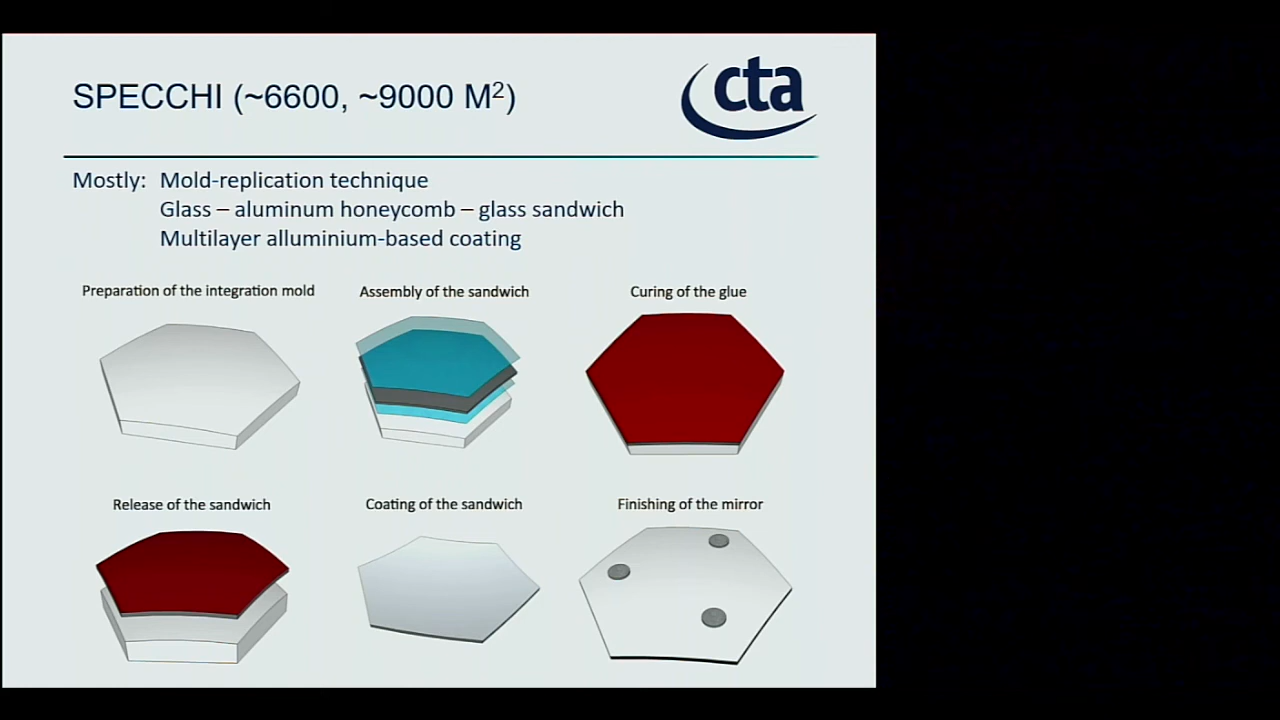 SPECCHI (~6600, ~9000 M²)
cta
Mostly: Mold-replication technique
Glass – aluminum honeycomb – glass sandwich
Multilayer alluminium-based coating
Preparation of the integration mold
Assembly of the sandwich
Curing of the glue
Release of the sandwich
Coating of the sandwich
Finishing of the mirror